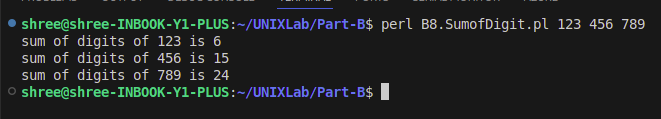 shree@shree-INBOOK-Y1-PLUS:~/UNIXLab/Part-B$ perl B8.SumofDigit.pl 123 456 789
sum of digits of 123 is 6
sum of digits of 456 is 15
sum of digits of 789 is 24
shree@shree-INBOOK-Y1-PLUS:~/UNIXLab/Part-B$